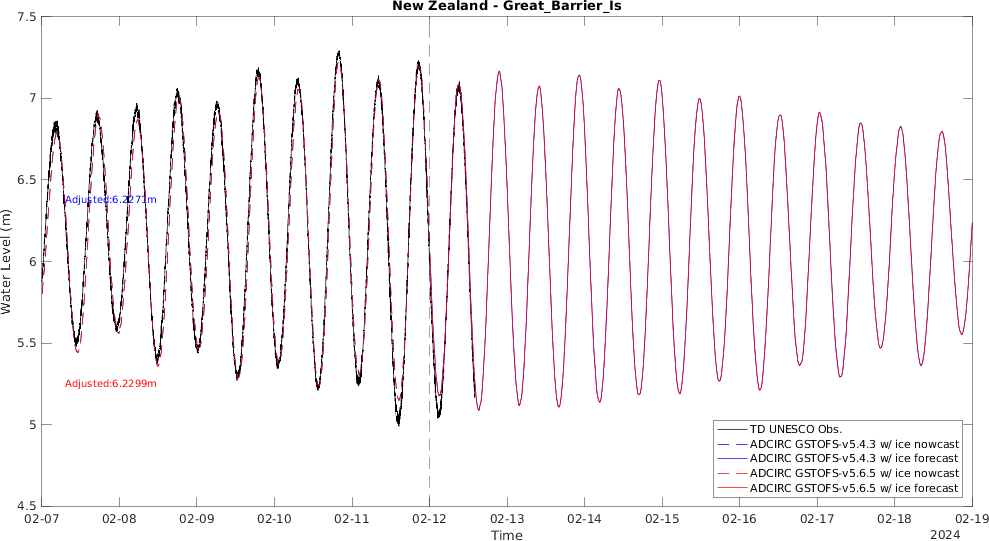 New Zealand - Great_Barrier_Is
7.5
7
6.5
6
5.5
5
4.5
Water Level (m)
Adjusted:6.2271m
Adjusted:6.2299m
TD UNESCO Obs.
ADCIRC GSTOFS-v5.4.3 w/ ice nowcast
ADCIRC GSTOFS-v5.4.3 w/ ice forecast
ADCIRC GSTOFS-v5.6.5 w/ ice nowcast
ADCIRC GSTOFS-v5.6.5 w/ ice forecast
02-07 02-08 02-09 02-10 02-11 02-12 02-13 02-14 02-15 02-16 02-17 02-18 02-19
Time
2024